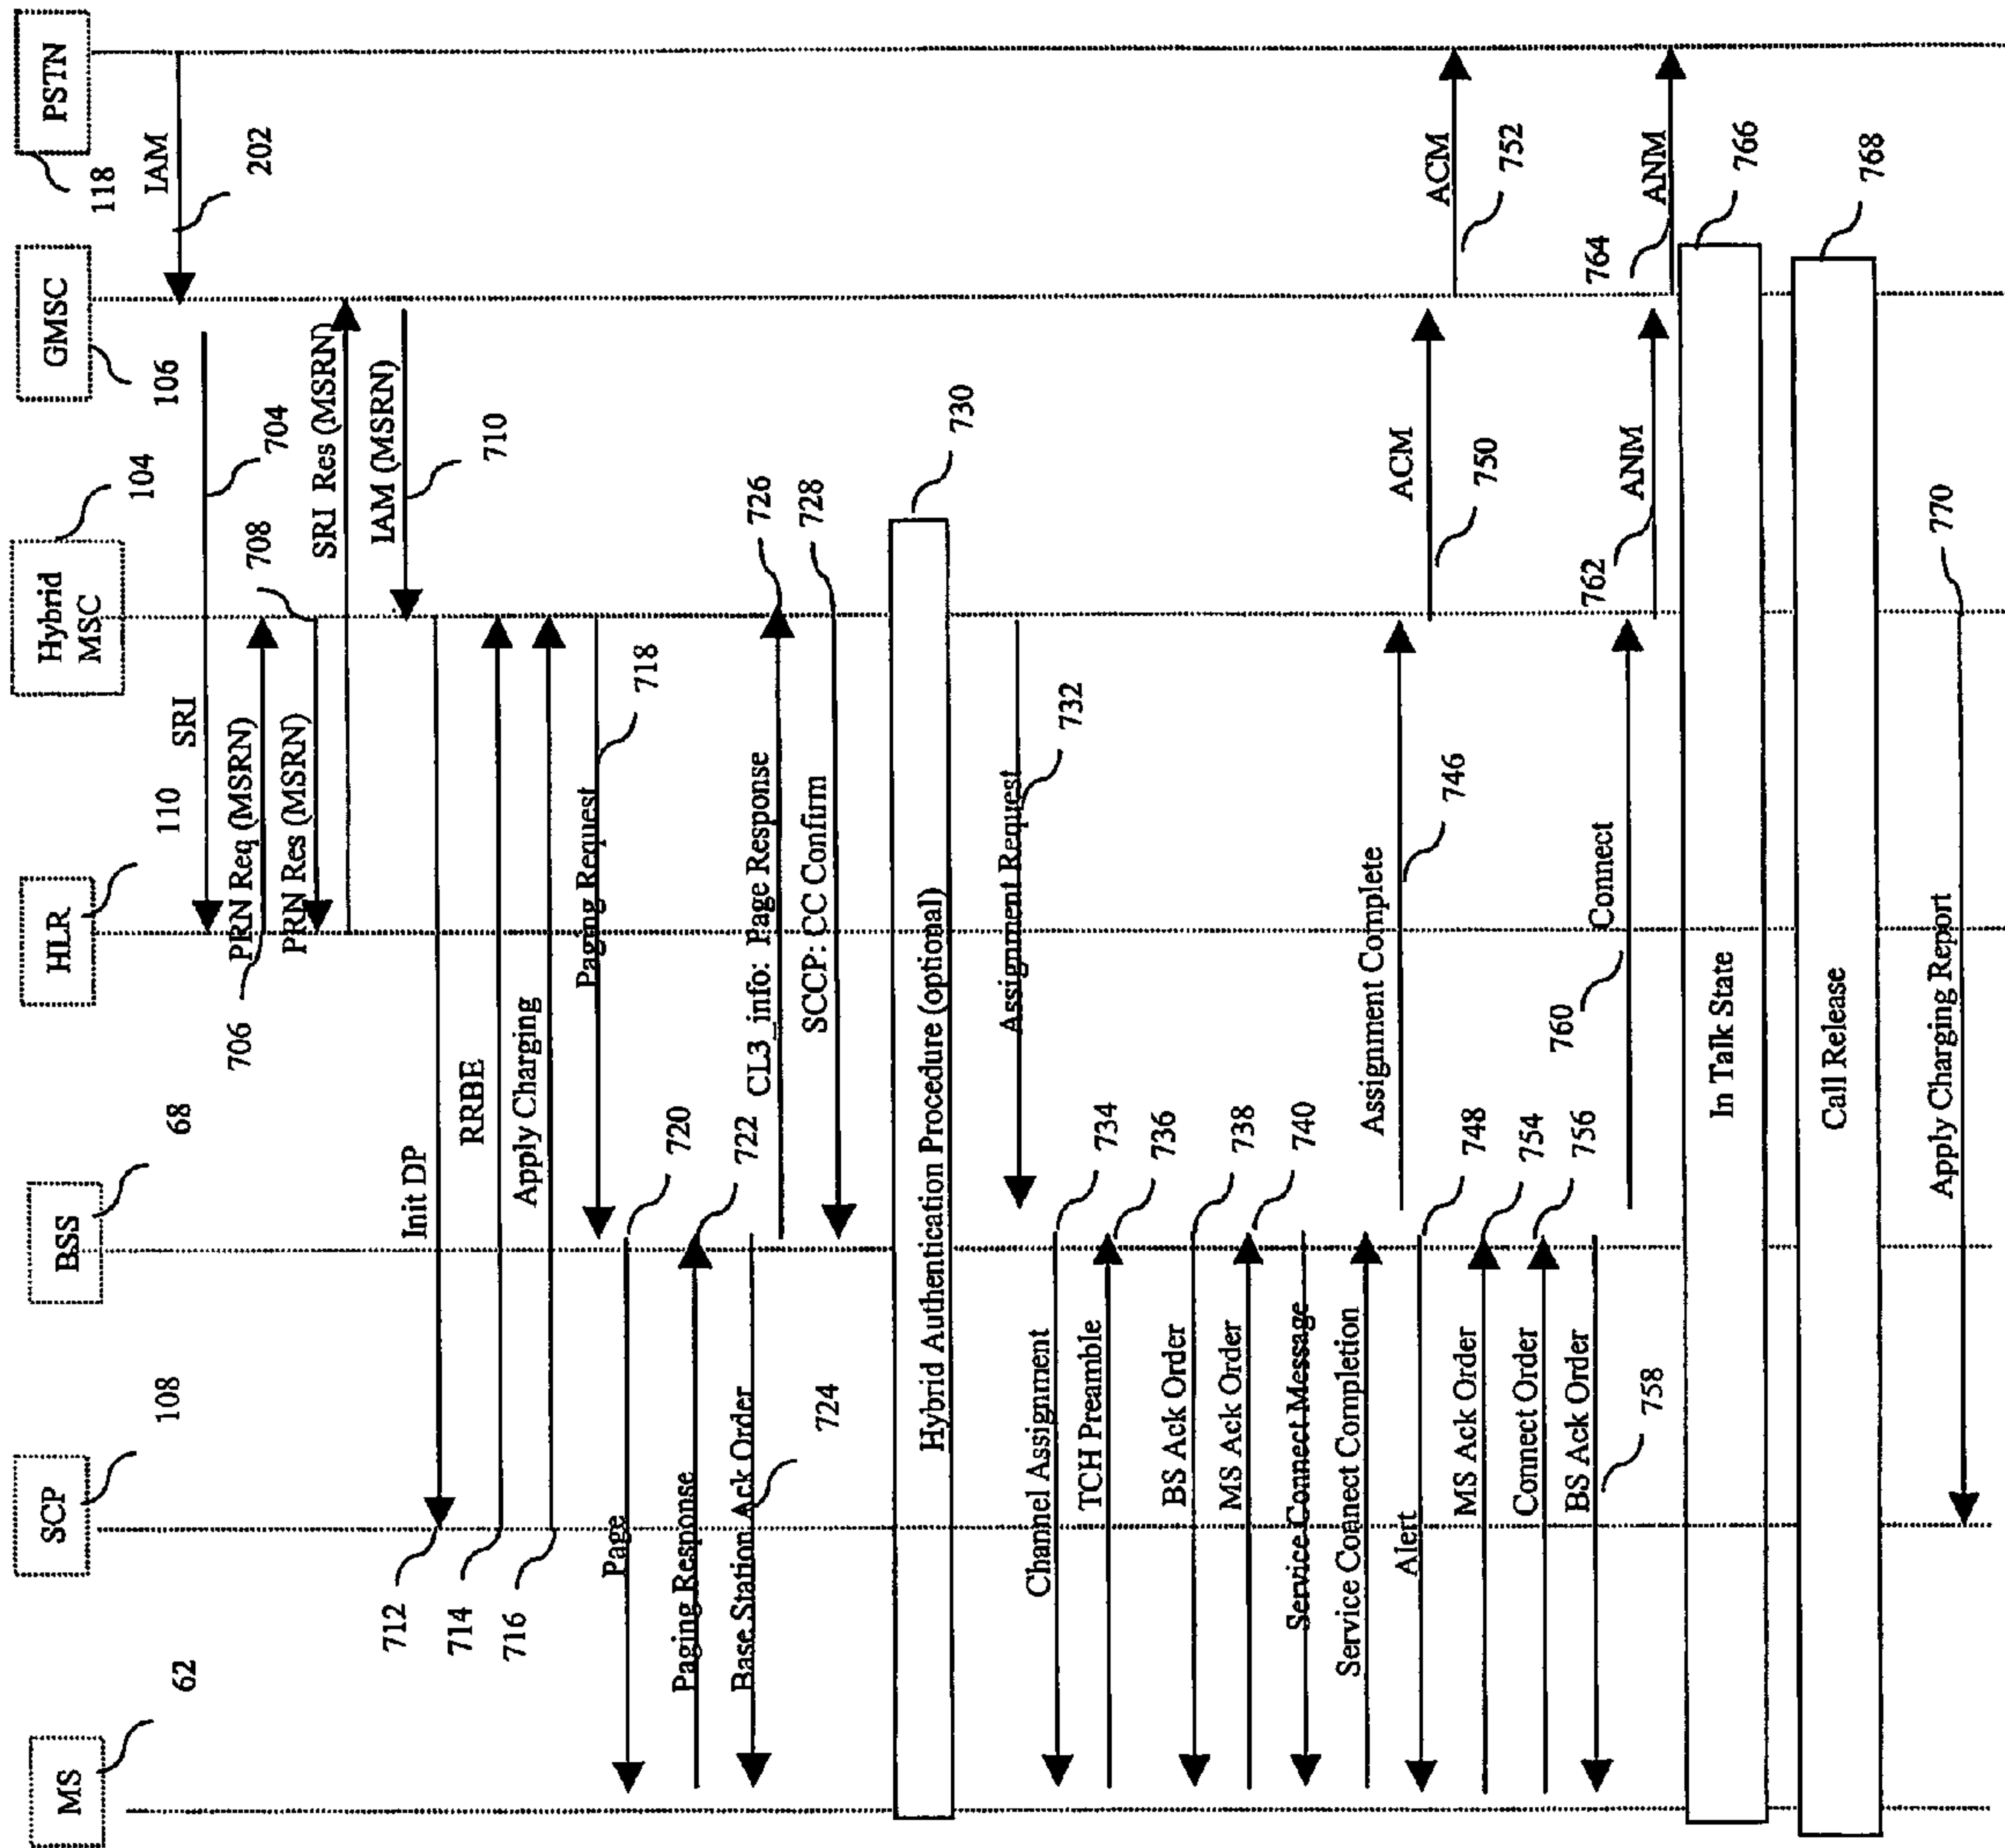 MS
62
SCP
108
BSS
68
HLR
110
Hybrid
MSC
104
GMSC
106
PSTN
118
IAM
202
SRI
704
PRN Req (MSRN)
706
PRN Res (MSRN)
708
SRI Res (MSRN)
IAM (MSRN)
710
Init DP
712
RRBE
714
Apply Charging
716
Paging Request
718
Page
720
Paging Response
722
Base Station Ack Order
724
CL3_info: Page Response
726
SCCP: CC Confirm
728
Hybrid Authentication Procedure (optional)
730
Assignment Request
732
Channel Assignment
734
TCH Preamble
736
BS Ack Order
738
MS Ack Order
740
Service Connect Message
Service Connect Completion
Assignment Complete
746
Alert
748
ACM
750
ACM
752
MS Ack Order
754
Connect Order
756
BS Ack Order
758
Connect
760
ANM
762
ANM
764
In Talk State
766
Call Release
768
Apply Charging Report
770